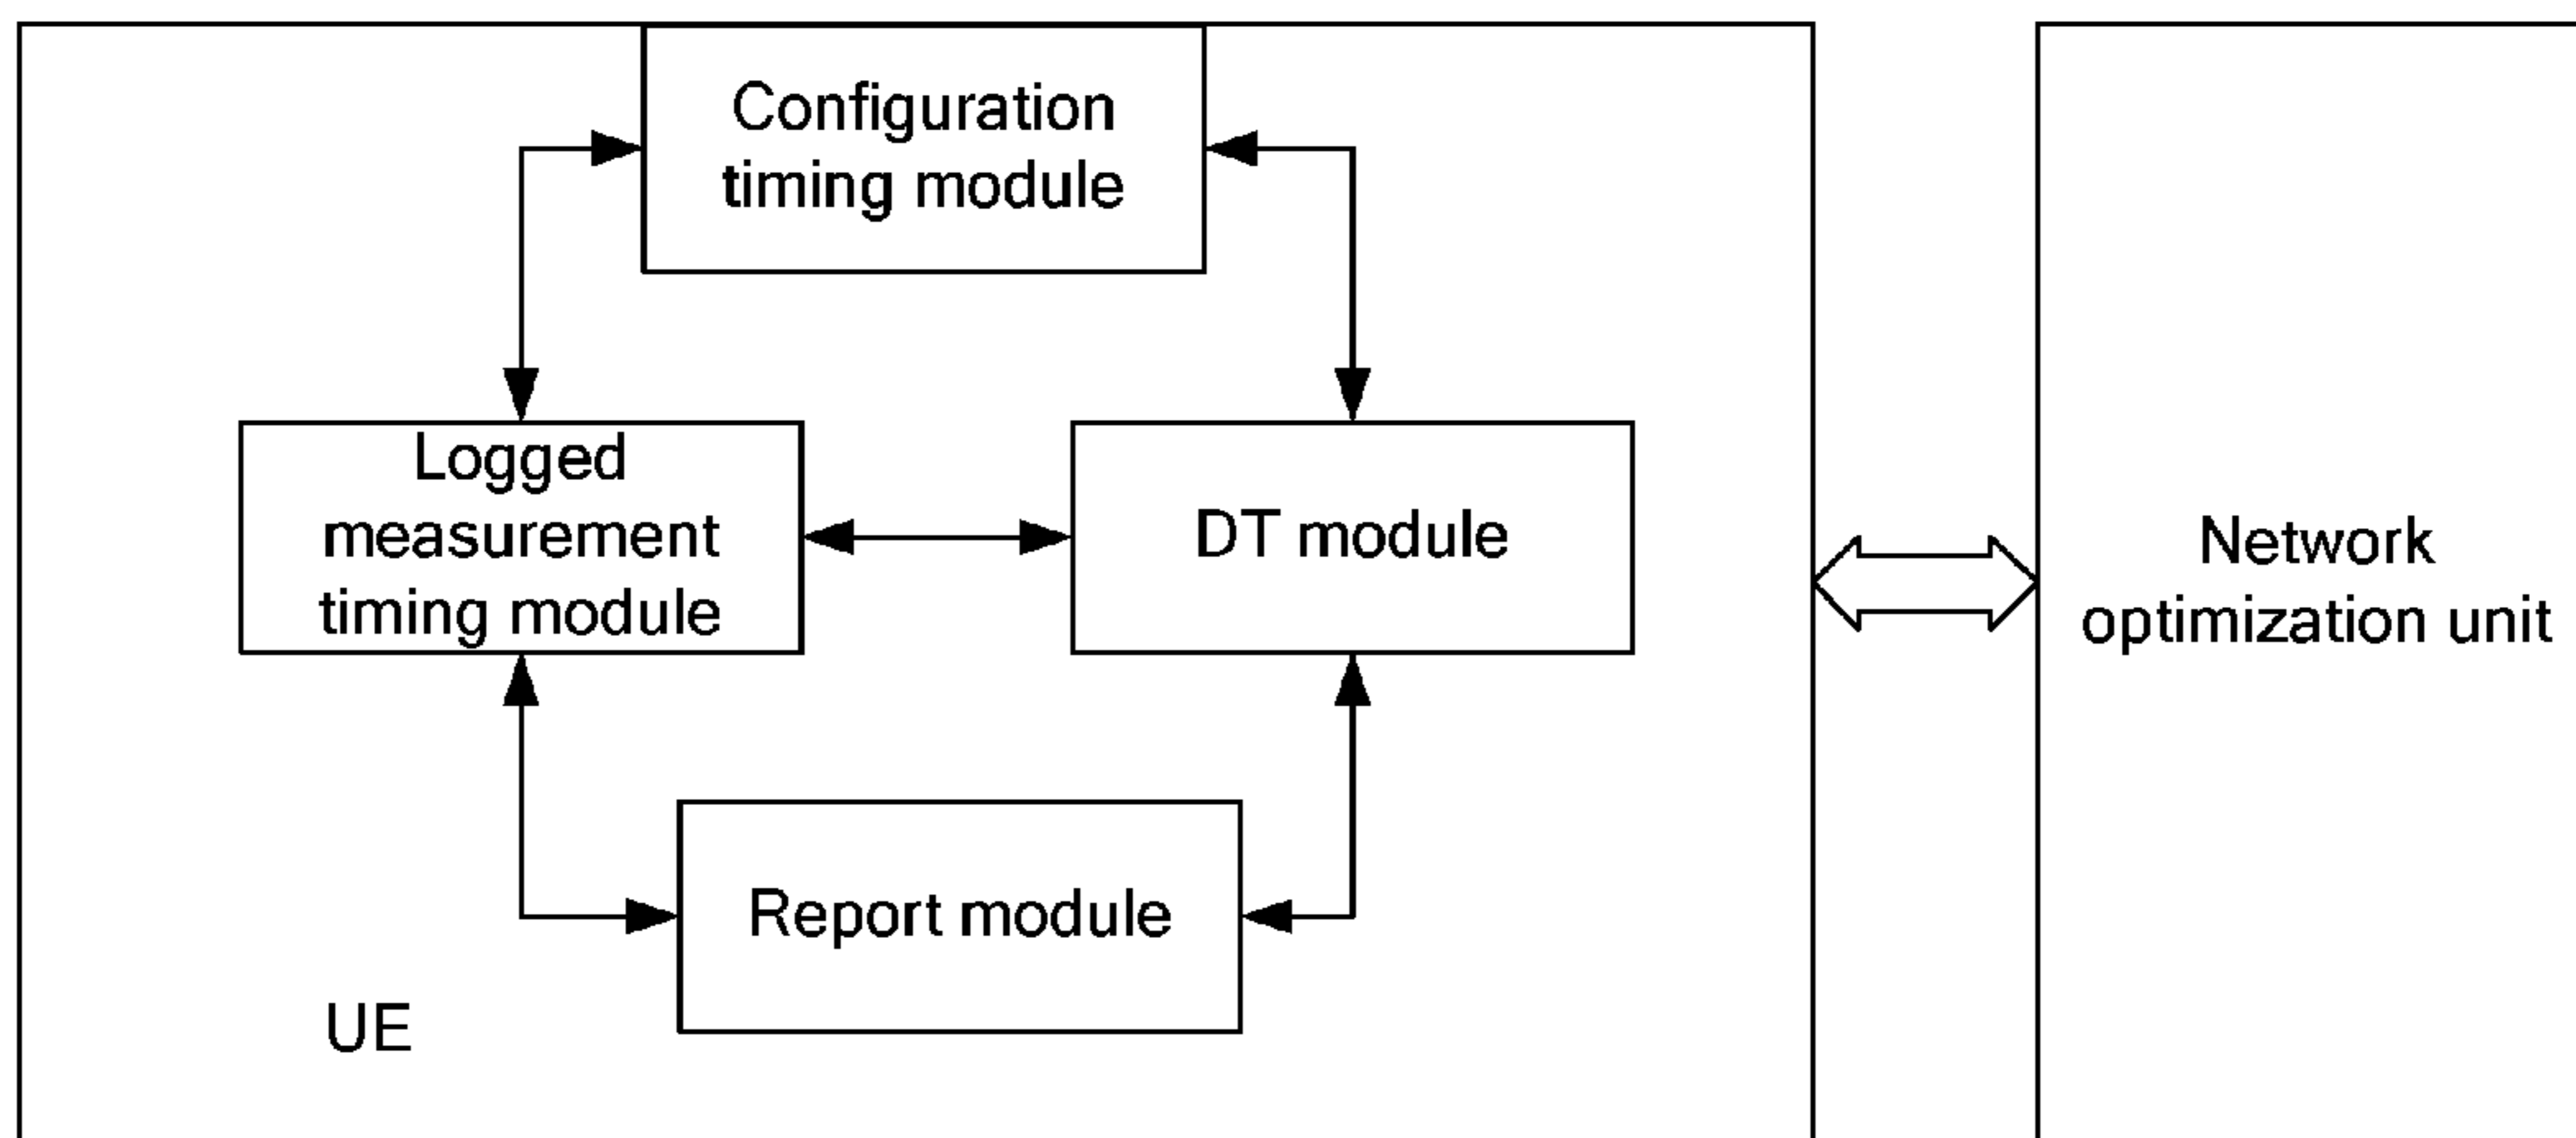 Configuration
timing module
Logged
measurement
timing module
DT module
Network
optimization unit
Report module
UE